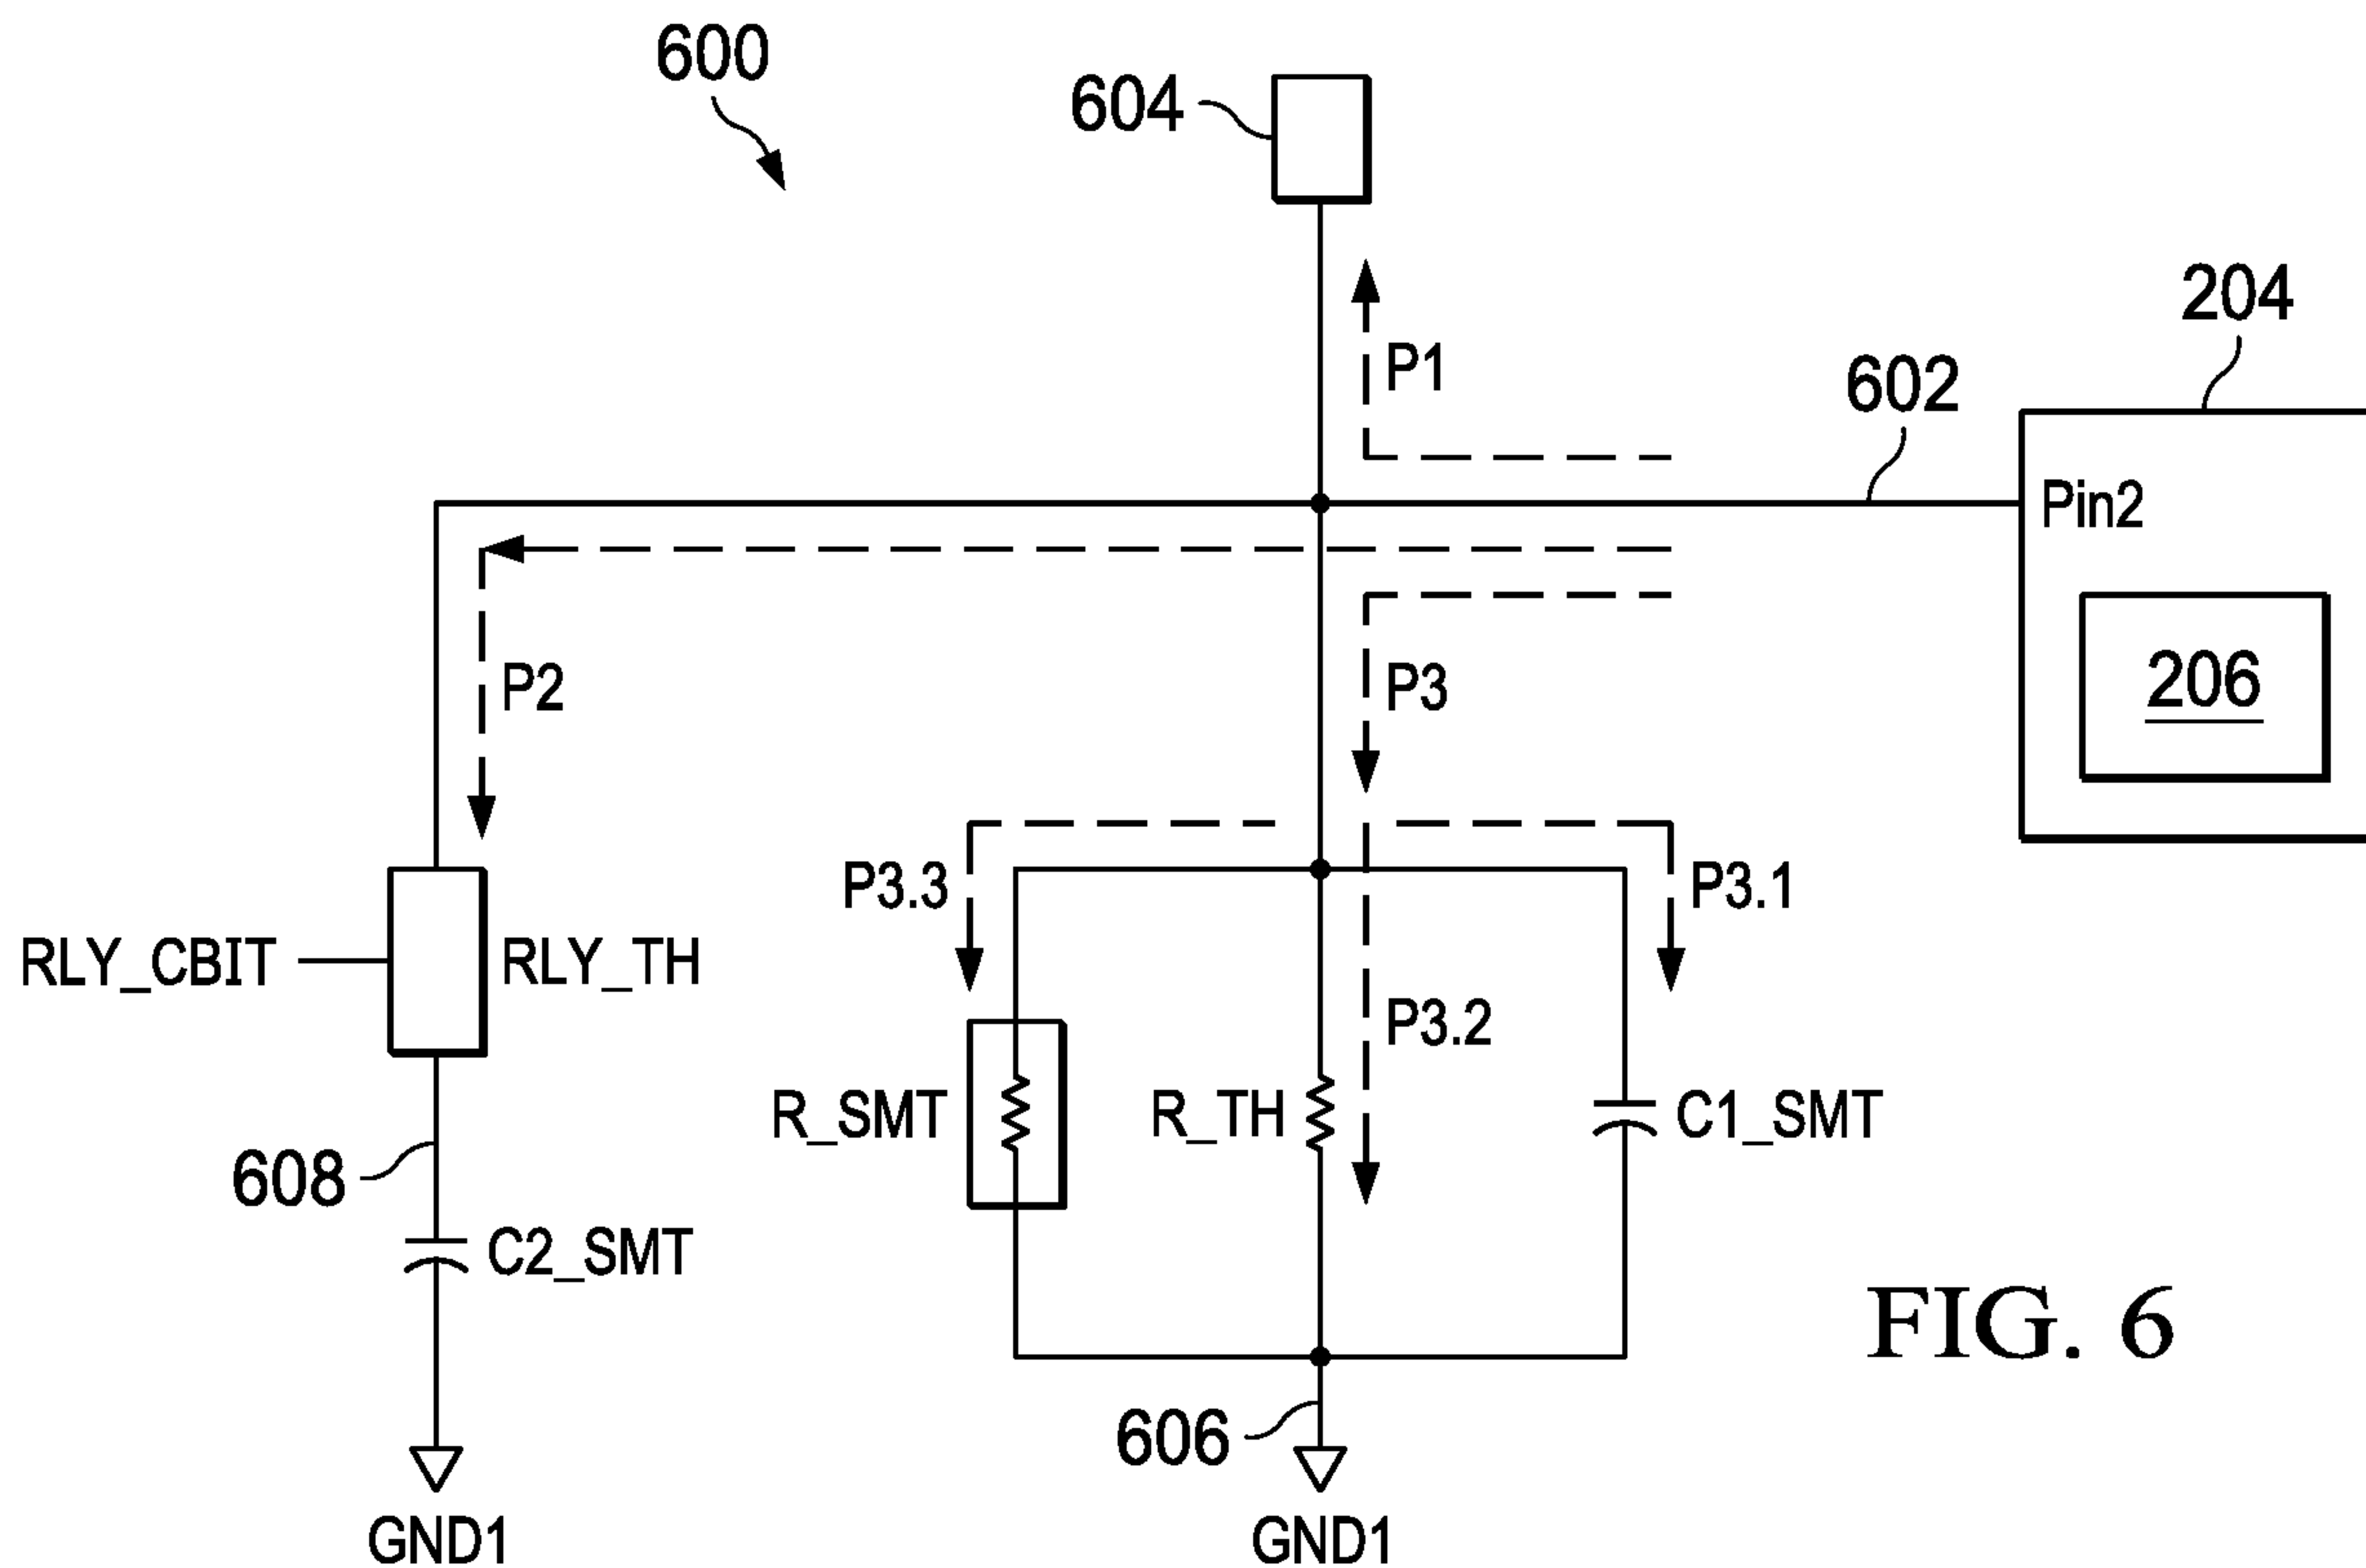 600
604
204
P1
602
Pin2
P2
P3
206
P3.3
P3.1
RLY_CBIT
RLY_TH
P3.2
R_SMT
R_TH
C1_SMT
608
C2_SMT
FIG. 6
606
GND1
GND1